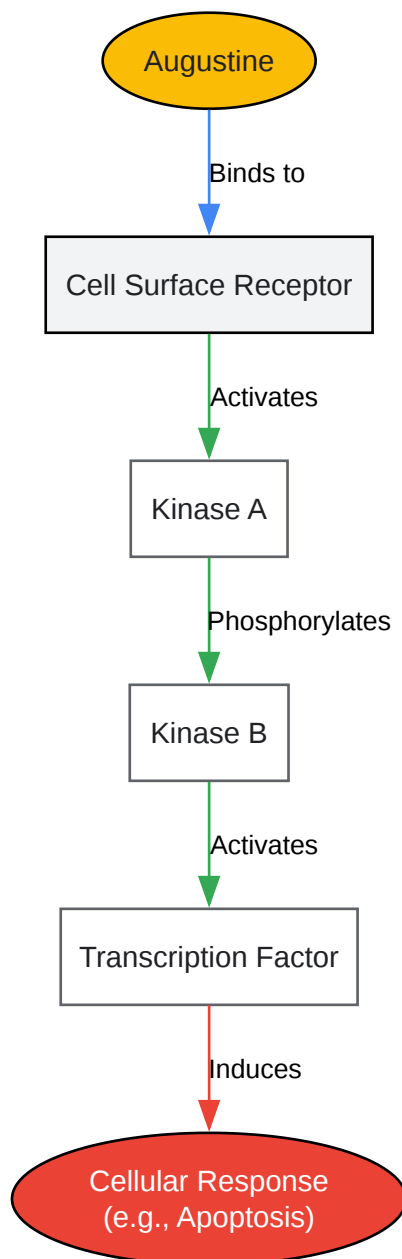 Augustine
Binds to
Cell Surface Receptor
Activates
Kinase A
Phosphorylates
Kinase B
Activates
Transcription Factor
Induces
Cellular Response
(e.g., Apoptosis)